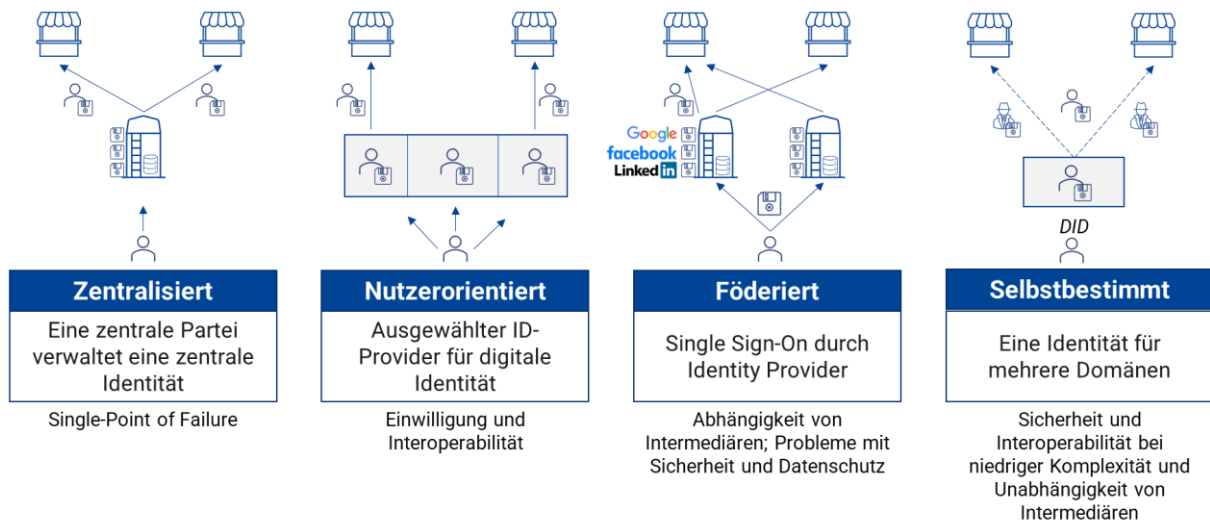 Google
facebook
Linked in
DID
Zentralisiert
Eine zentrale Partei
verwaltet eine zentrale
Identität
Single-Point of Failure
Nutzerorientiert
Ausgewählter ID-
Provider für digitale
Identität
Einwilligung und
Interoperabilität
Föderiert
Single Sign-On durch
Identity Provider
Abhängigkeit von
Intermediären; Probleme mit
Sicherheit und Datenschutz
Selbstbestimmt
Eine Identität für
mehrere Domänen
Sicherheit und
Interoperabilität bei
niedriger Komplexität und
Unabhängigkeit von
Intermediären